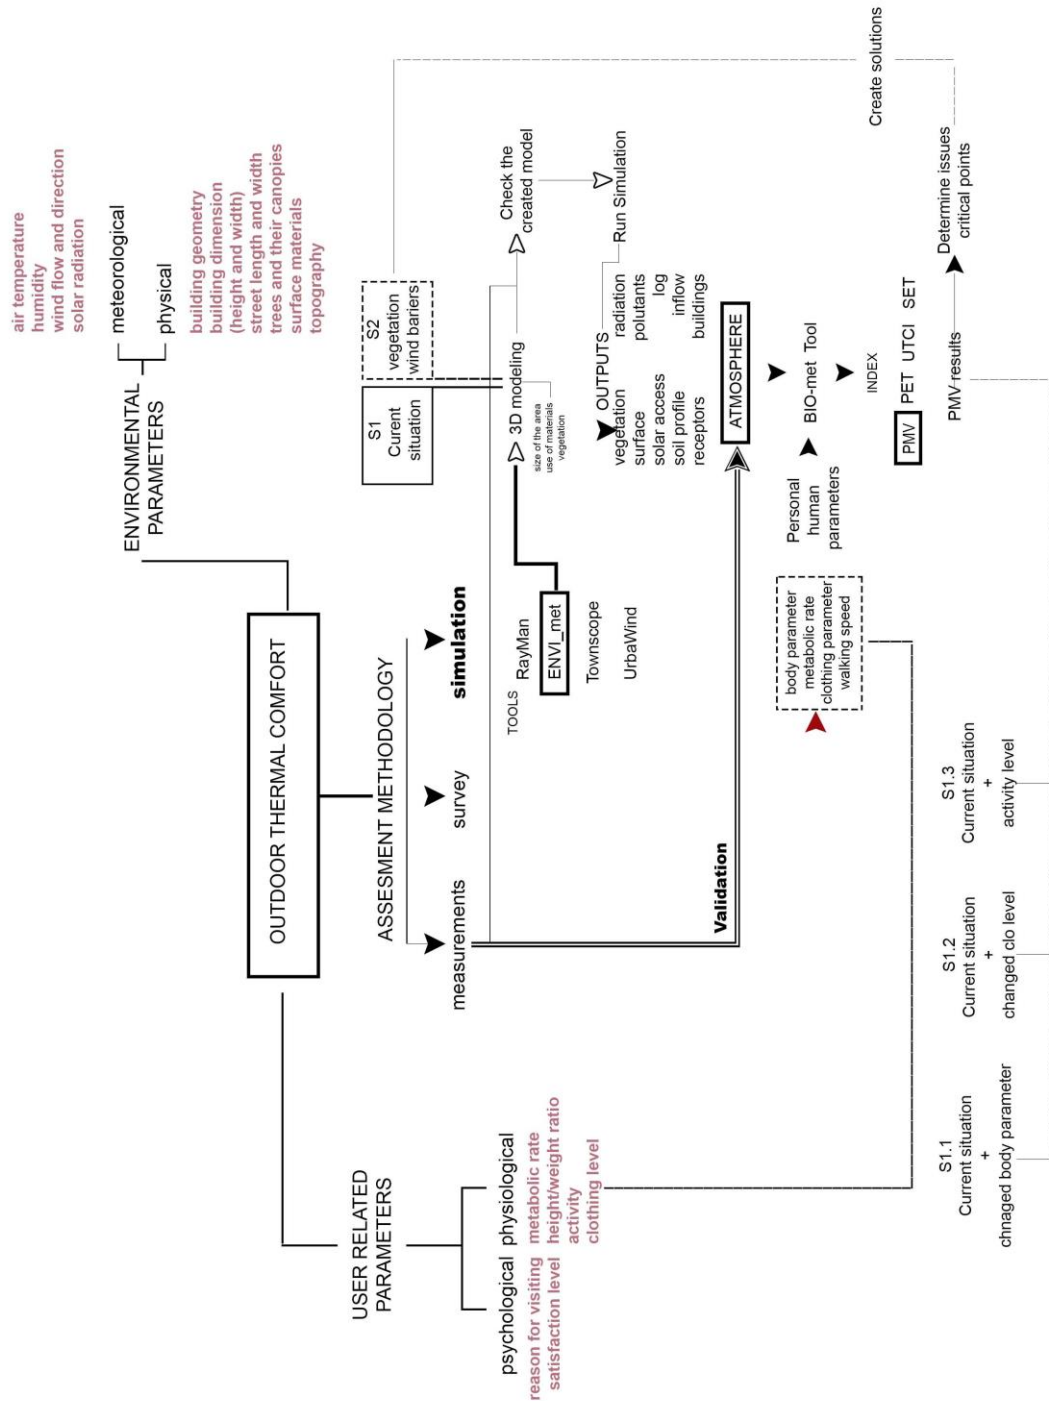 OUTDOOR THERMAL COMFORT
USER RELATED
PARAMETERS
psychological
reason for visiting
satisfaction level
physiological
metabolic rate
height/weight ratio
activity
clothing level
ASSESMENT METHODOLOGY
measurements
survey
simulation
ENVIRONMENTAL
PARAMETERS
meteorological
air temperature
humidity
wind flow and direction
solar radiation
physical
building geometry
building dimension
(height and width)
street length and width
trees and their canopies
surface materials
topography
S1
Curent
situation
S2
vegetation
wind bariers
TOOLS
RayMan
ENVI_met
Townscope
UrbaWind
3D modeling
size of the area
use of materials
vegetation
Check the
created model
Run Simulation
OUTPUTS
vegetation
surface
solar access
soil profile
receptors
radiation
polutants
log
inflow
buildings
Validation
ATMOSPHERE
body parameter
metabolic rate
clothing parameter
walking speed
Personal
human
parameters
BIO-met Tool
INDEX
PMV PET UTCI SET
Create solutions
PMV results
Determine issues
critical points
S1.1
Current situation
+
chnaged body parameter
S1.2
Current situation
+
changed clo level
S1.3
Current situation
+
activity level